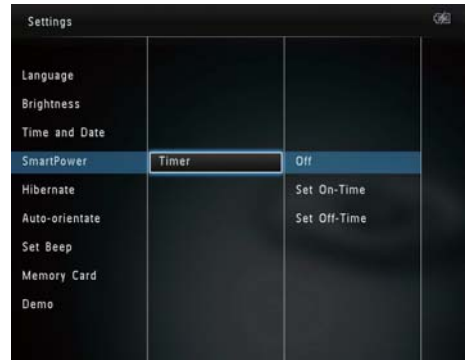 Settings
Language
Brightness
Time and Date
SmartPower Timer Off
Hibernate Set On-Time
Auto-orientate Set Off-Time
Set Beep
Memory Card
Demo